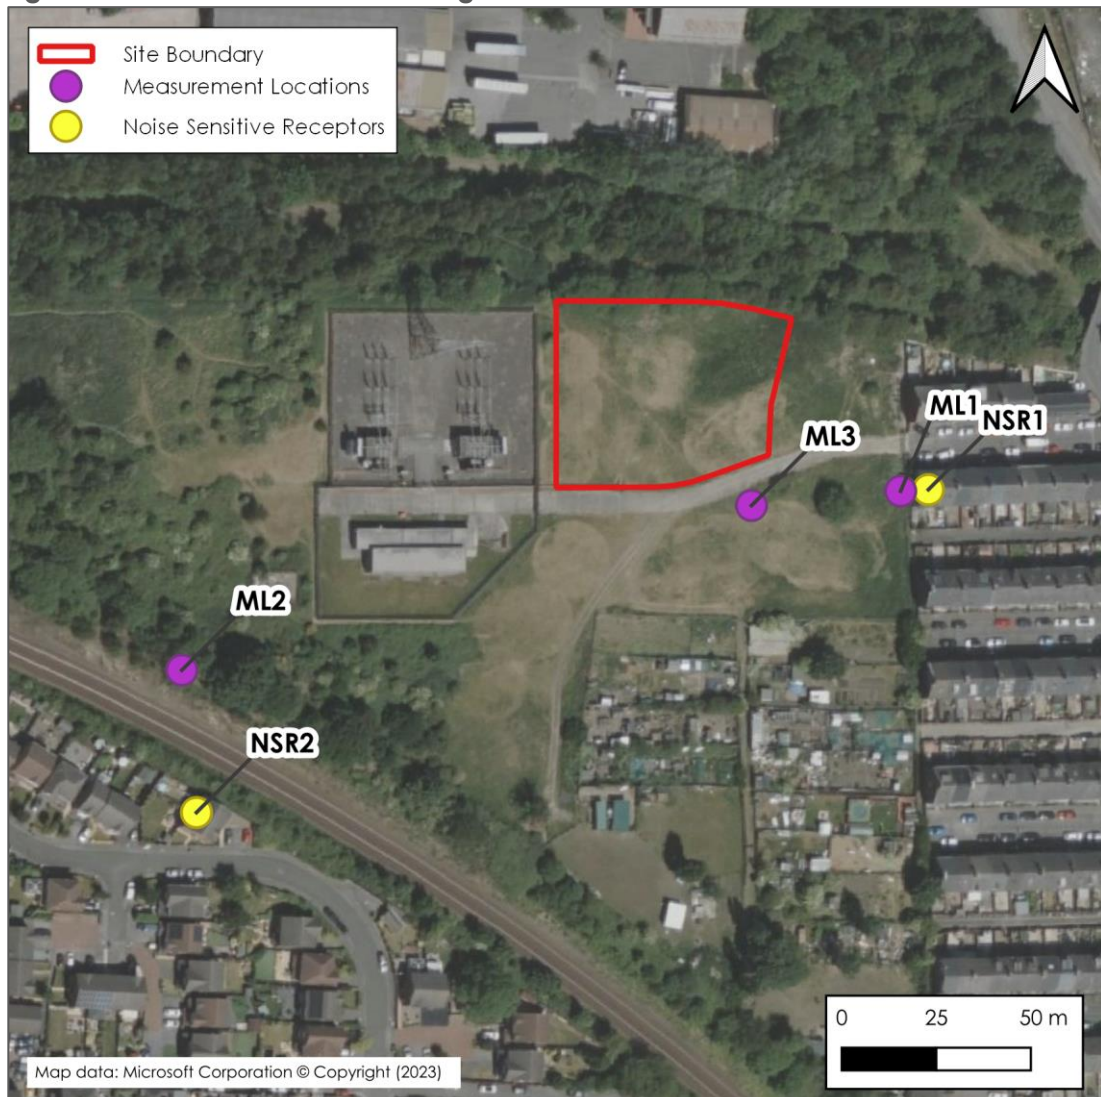 Site Boundary
Measurement Locations
Noise Sensitive Receptors
ML1
NSR1
ML3
ML2
NSR2
0 25 50 m
Map data: Microsoft Corporation © Copyright (2023)